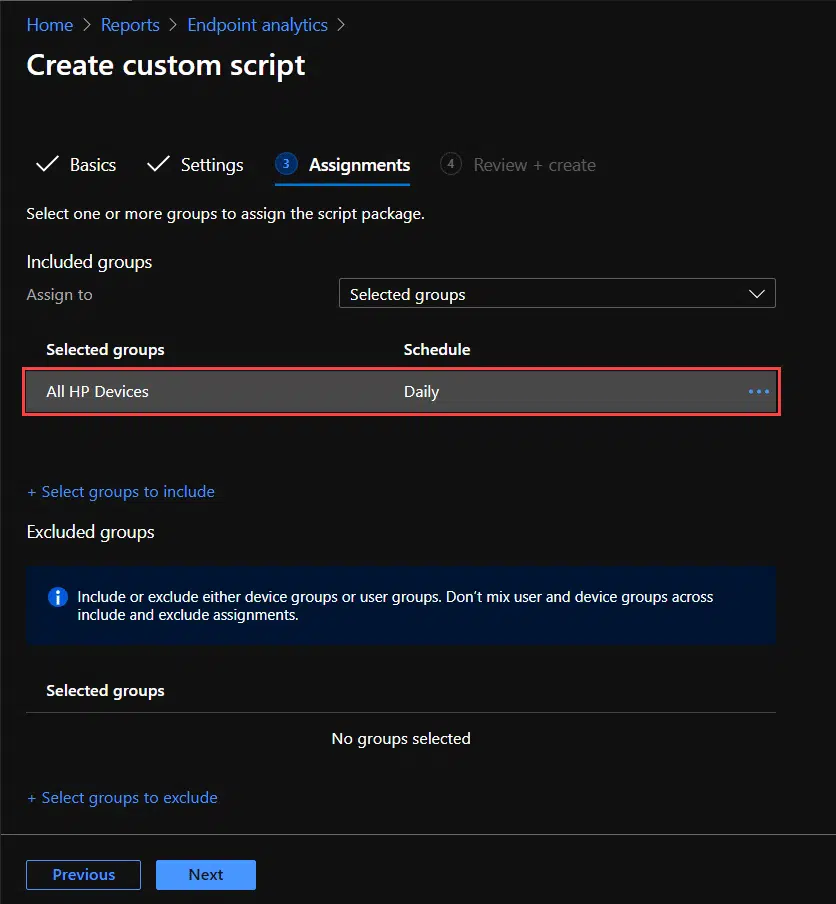 Home > Reports > Endpoint analytics >
Create custom script
Basics Settings 3 Assignments 4 Review + create
Select one or more groups to assign the script package.
Included groups
Assign to Selected groups
Selected groups Schedule
All HP Devices Daily ...
+ Select groups to include
Excluded groups
Include or exclude either device groups or user groups. Don't mix user and device groups across
include and exclude assignments.
Selected groups
No groups selected
+ Select groups to exclude
Previous Next